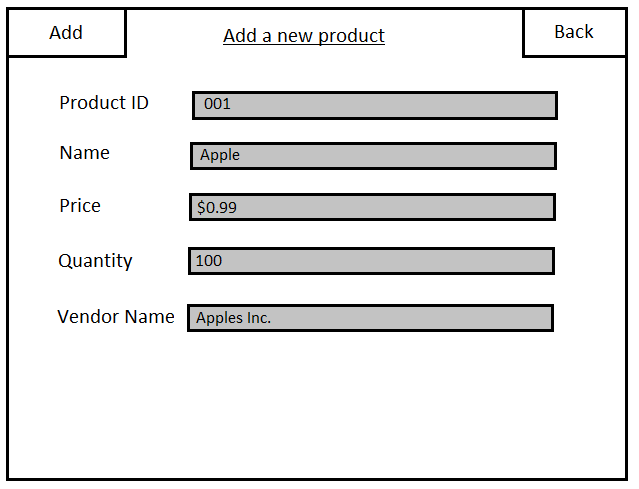 Add Add a new product Back
Product ID 001
Name Apple
Price $0.99
Quantity 100
Vendor Name Apples Inc.